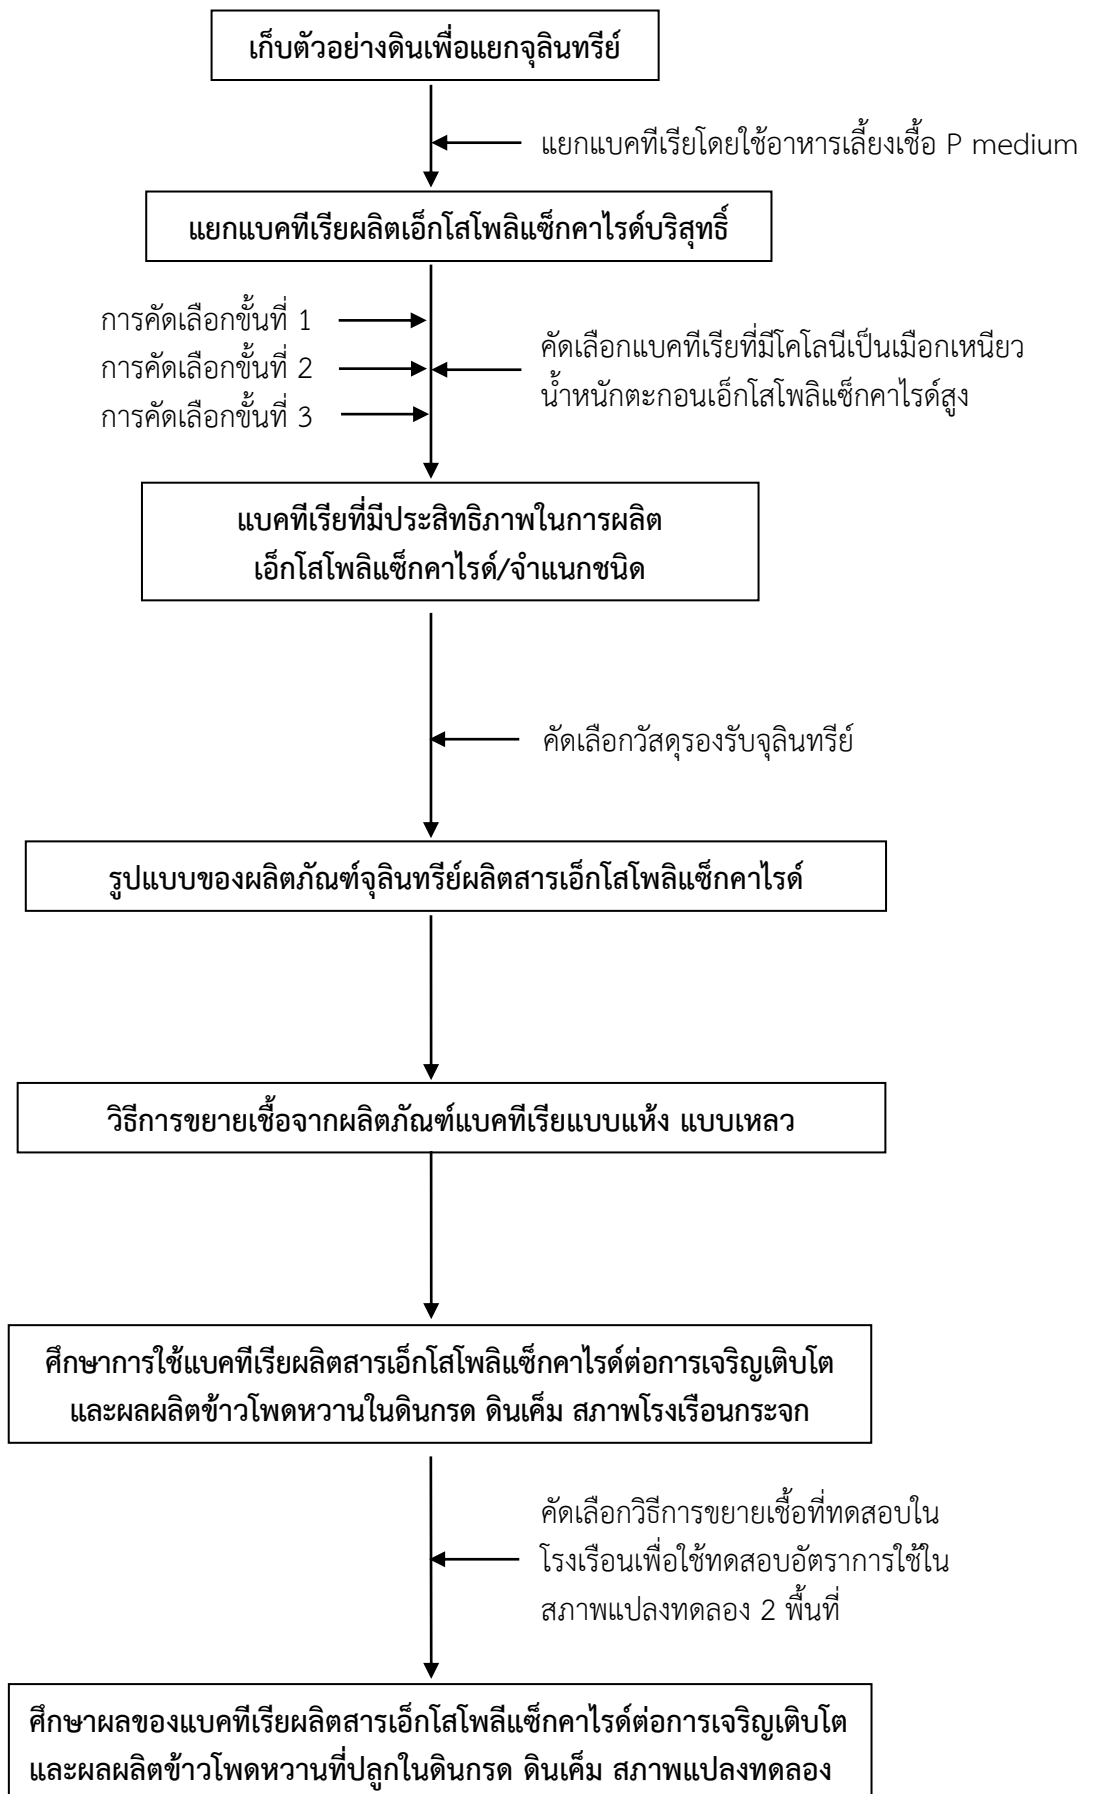 เก็บตัวอย่างดินเพื่อแยกจุลินทรีย์
แยกแบคทีเรียโดยใช้อาหารเลี้ยงเชื้อ P medium
แยกแบคทีเรียผลิตเอ็กโสโพลิแซ็กคาไรด์บริสุทธิ์
การคัดเลือกขั้นที่ 1
การคัดเลือกขั้นที่ 2
การคัดเลือกขั้นที่ 3
คัดเลือกแบคทีเรียที่มีโคโลนีเป็นเมือกเหนียว
น้ำหนักตะกอนเอ็กโสโพลิแซ็กคาไรด์สูง
แบคทีเรียที่มีประสิทธิภาพในการผลิต
เอ็กโสโพลิแซ็กคาไรด์/จำแนกชนิด
คัดเลือกวัสดุรองรับจุลินทรีย์
รูปแบบของผลิตภัณฑ์จุลินทรีย์ผลิตสารเอ็กโสโพลิแซ็กคาไรด์
วิธีการขยายเชื้อจากผลิตภัณฑ์แบคทีเรียแบบแห้ง แบบเหลว
ศึกษาการใช้แบคทีเรียผลิตสารเอ็กโสโพลิแซ็กคาไรด์ต่อการเจริญเติบโต
และผลผลิตข้าวโพดหวานในดินกรด ดินเค็ม สภาพโรงเรือนกระจก
คัดเลือกวิธีการขยายเชื้อที่ทดสอบใน
โรงเรือนเพื่อใช้ทดสอบอัตราการใช้ใน
สภาพแปลงทดลอง 2 พื้นที่
ศึกษาผลของแบคทีเรียผลิตสารเอ็กโสโพลีแซ็กคาไรด์ต่อการเจริญเติบโต
และผลผลิตข้าวโพดหวานที่ปลูกในดินกรด ดินเค็ม สภาพแปลงทดลอง